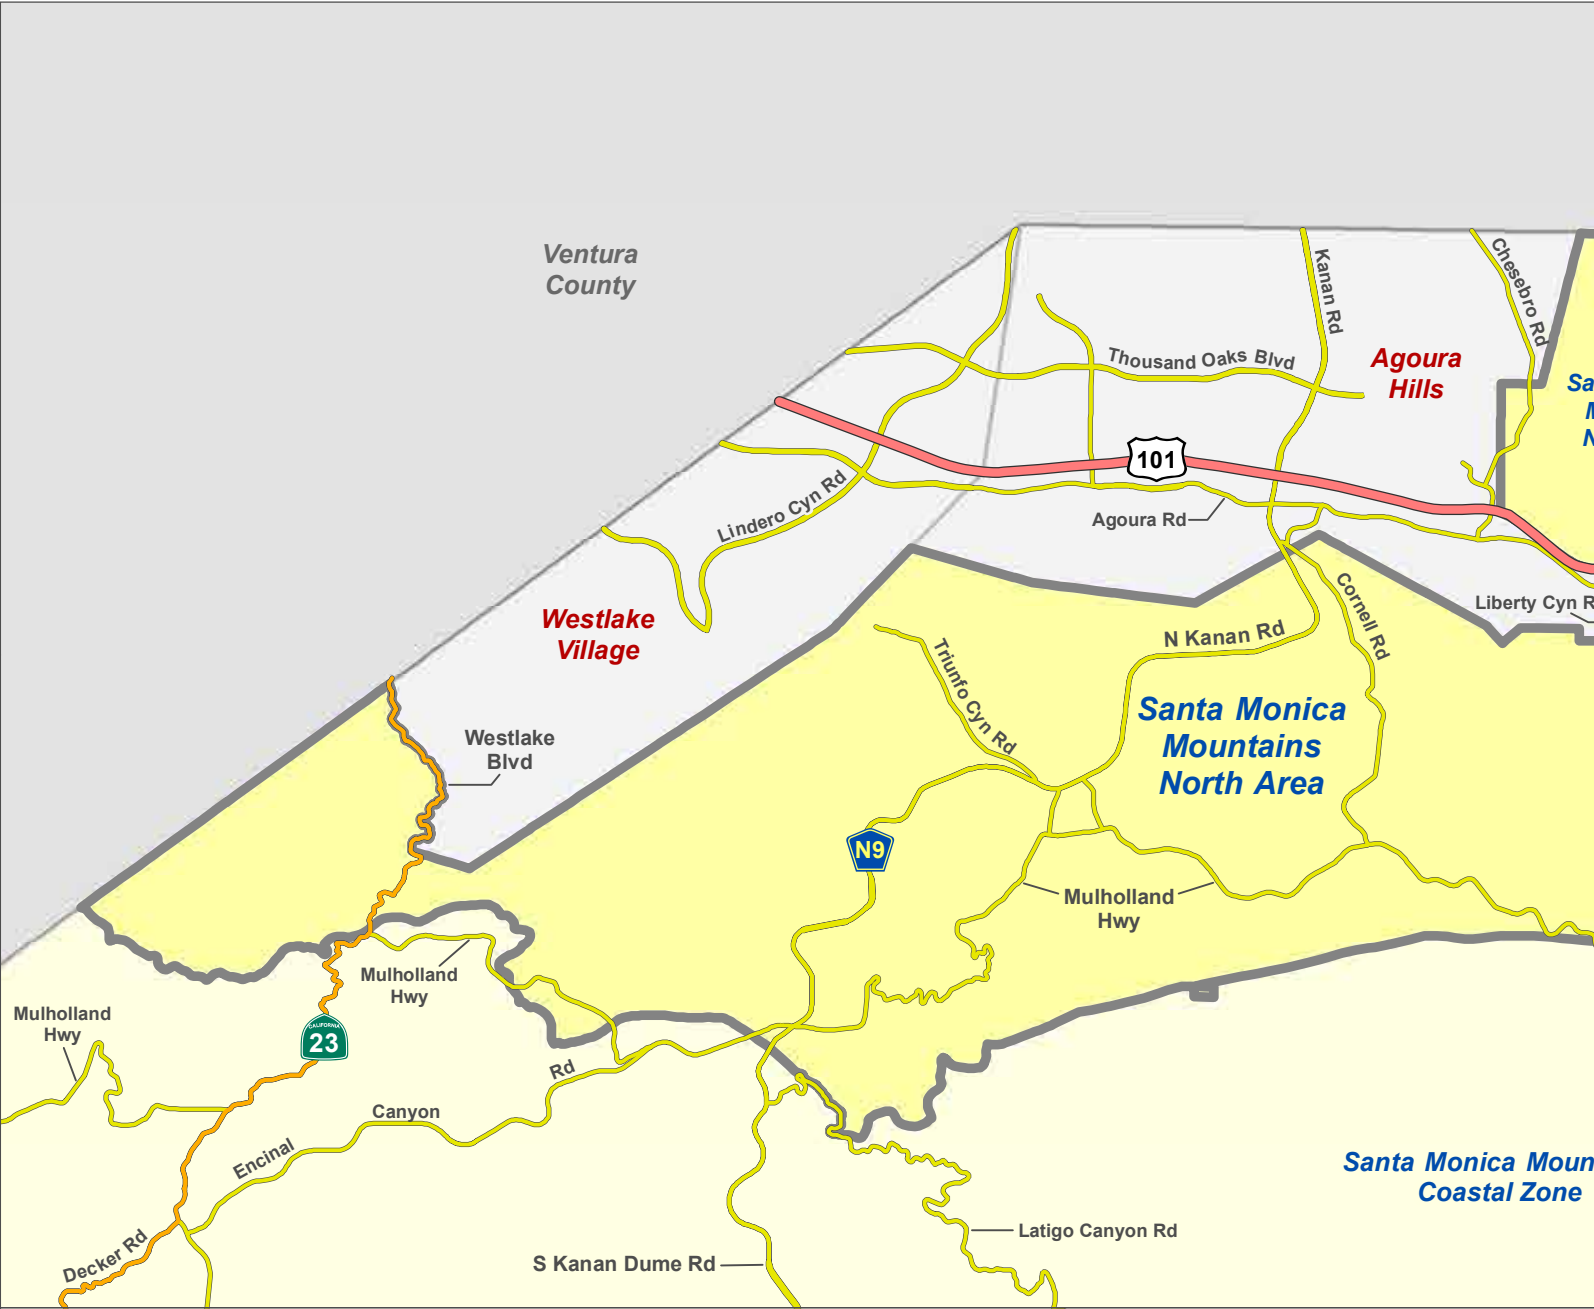 Ventura
County
Kanan Rd
Chesebro Rd
Thousand Oaks Blvd
Agoura
Hills
Sa
N
101
Lindero Cyn Rd
Agoura Rd
Westlake
Village
Cornell Rd
Liberty Cyn R
N Kanan Rd
Triunfo Cyn Rd
Santa Monica
Mountains
North Area
Westlake
Blvd
N9
Mulholland
Hwy
Mulholland
Hwy
Mulholland
Hwy
CALIFORNIA
23
Encinal
Canyon
Rd
Santa Monica Moun
Coastal Zone
Latigo Canyon Rd
Decker Rd
S Kanan Dume Rd